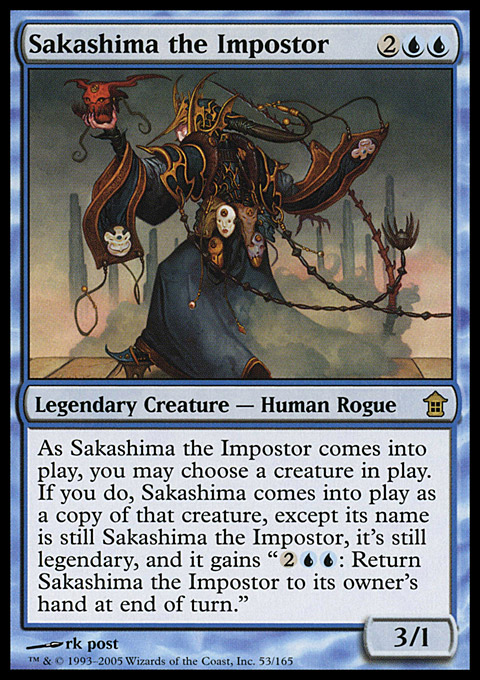 Sakashima the Impostor 2
Legendary Creature — Human Rogue
As Sakashima the Impostor comes into
play, you may choose a creature in play.
If you do, Sakashima comes into play as
a copy of that creature, except its name
is still Sakashima the Impostor, it's still
legendary, and it gains “2: Return
Sakashima the Impostor to its owner's
hand at end of turn.”
rk post
3/1
™ & © 1993–2005 Wizards of the Coast, Inc. 53/165